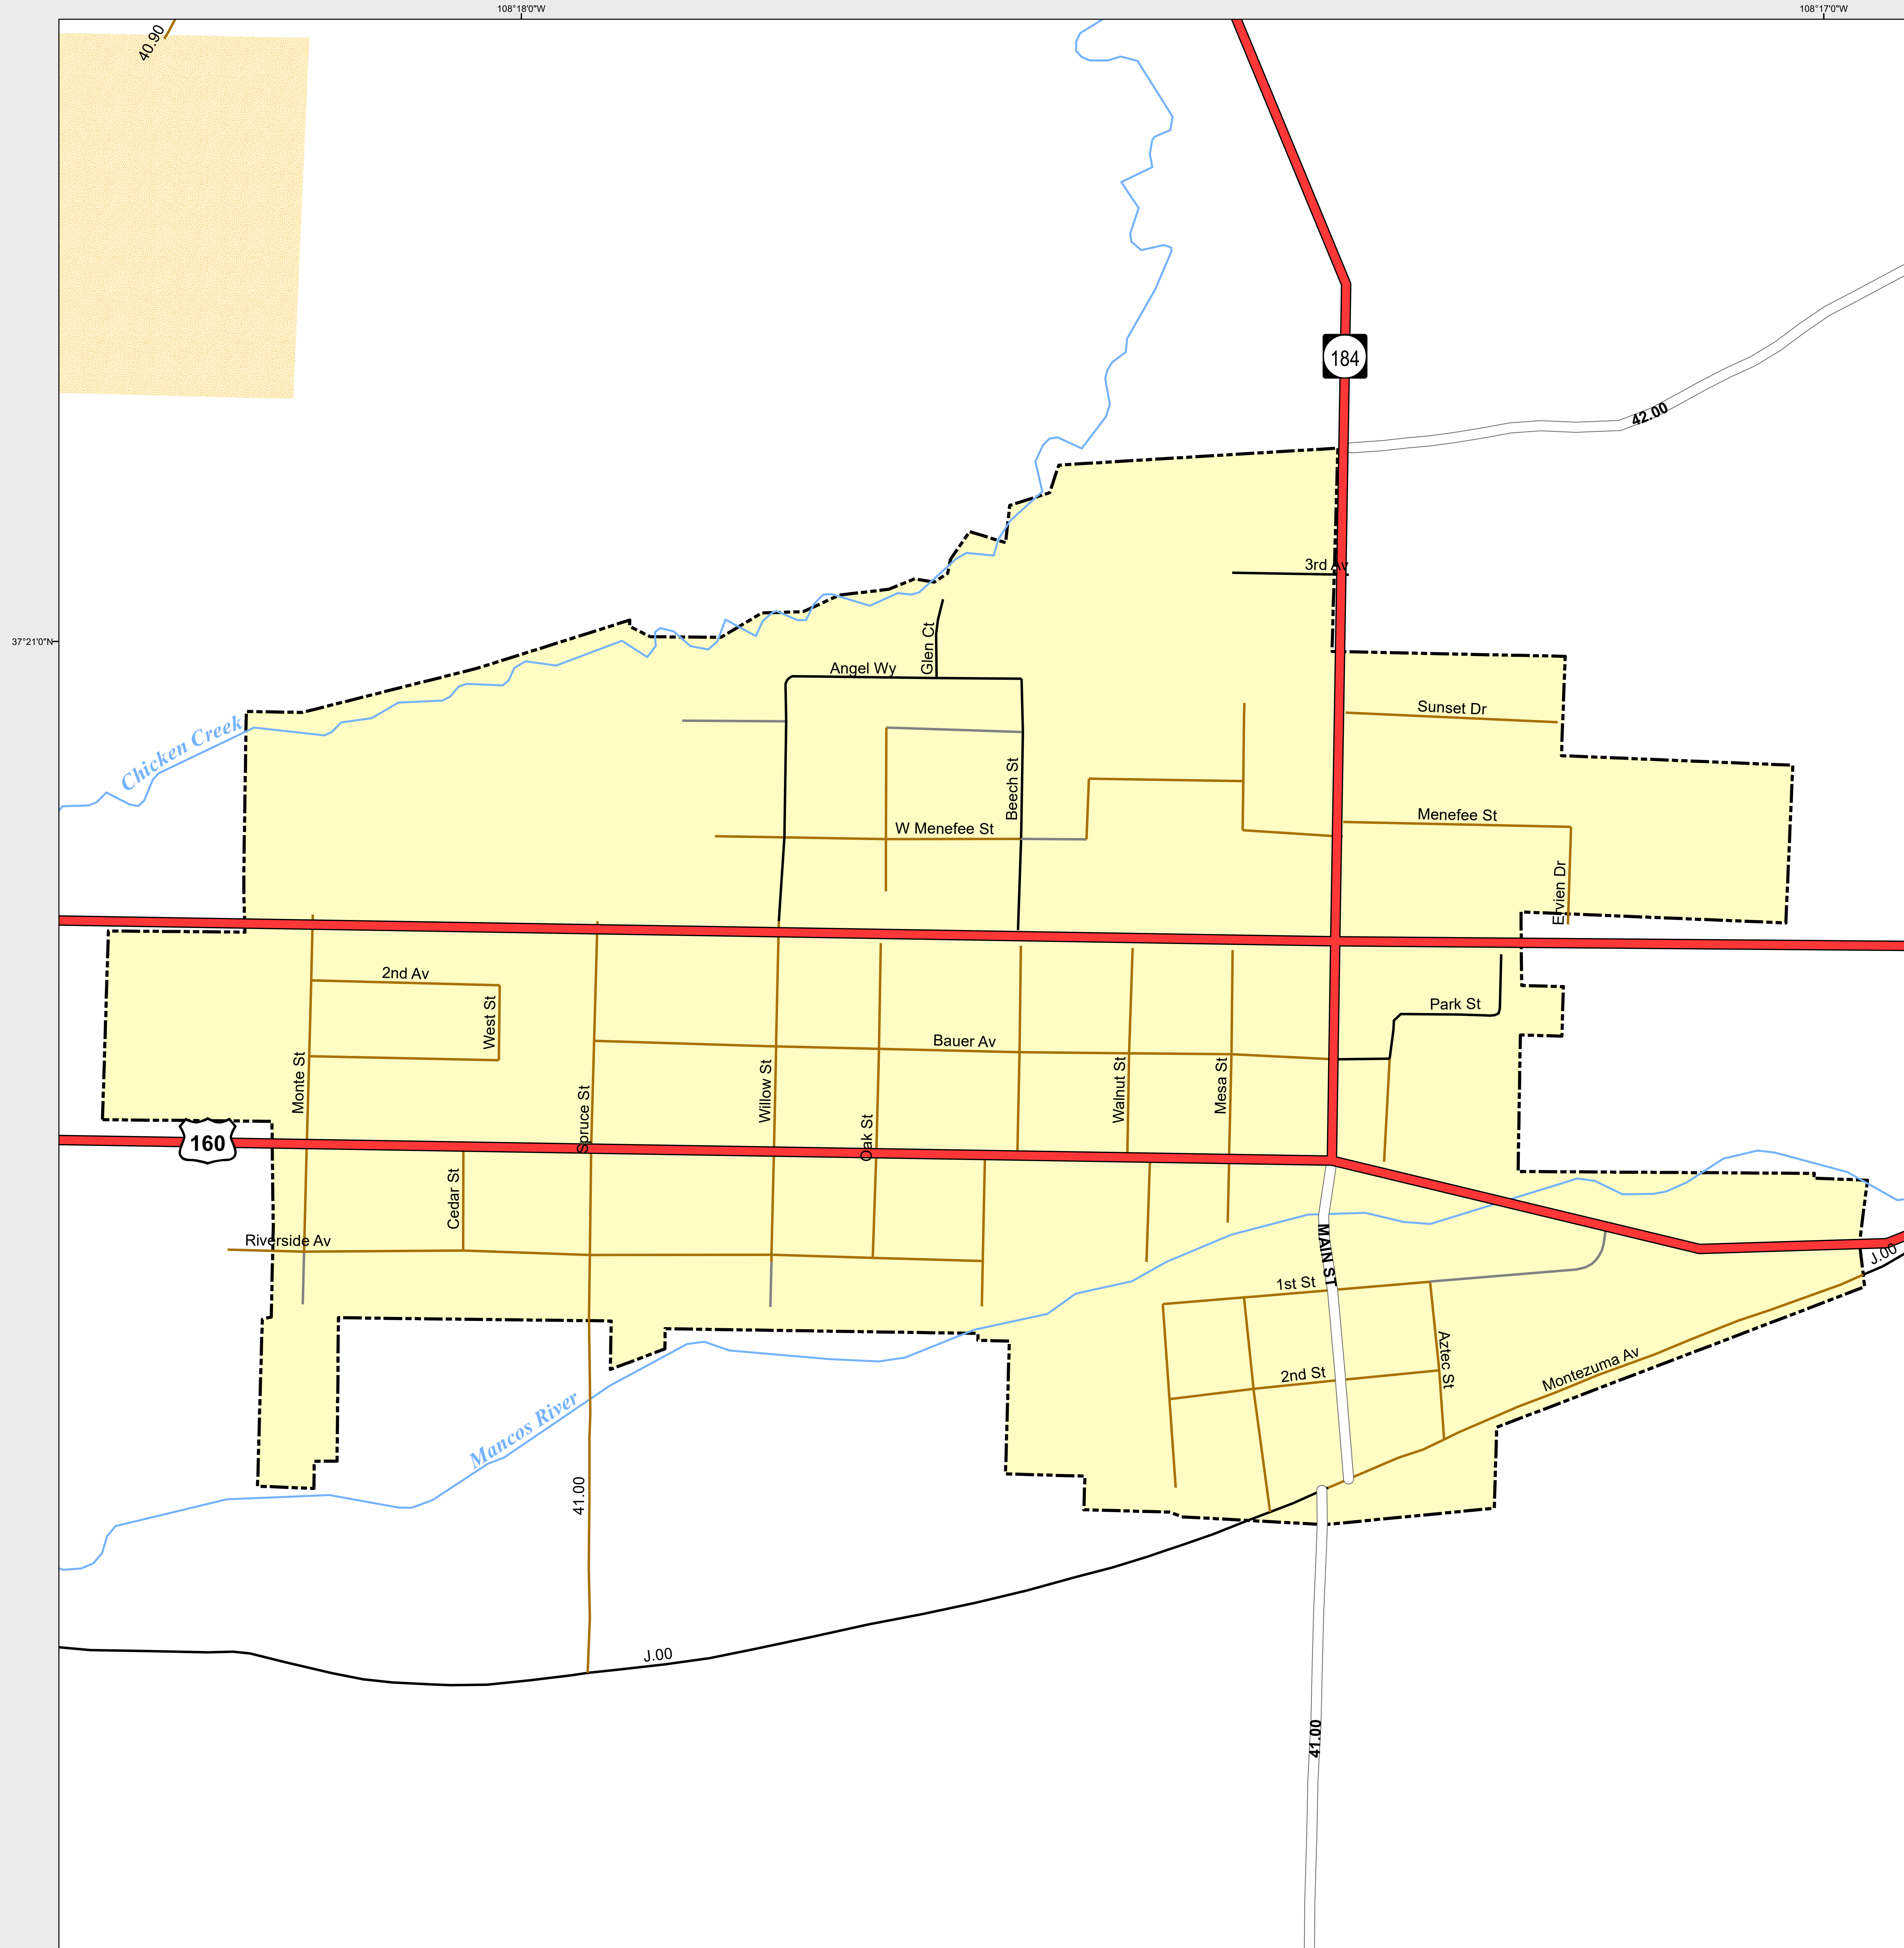 108°18'0"W
108°17'0"W
40.90
184
42.00
3rd Av
Glen Ct
37°21'0"N
Angel Wy
Sunset Dr
Chicken Creek
Beech St
Menefee St
W Menefee St
Ervien Dr
2nd Av
West St
Park St
Bauer Av
Monte St
Willow St
Walnut St
Mesa St
Spruce St
Oak St
160
Cedar St
Riverside Av
MAIN ST
J.00
1st St
Aztec St
2nd St
Montezuma Av
Mancos River
41.00
J.00
41.00